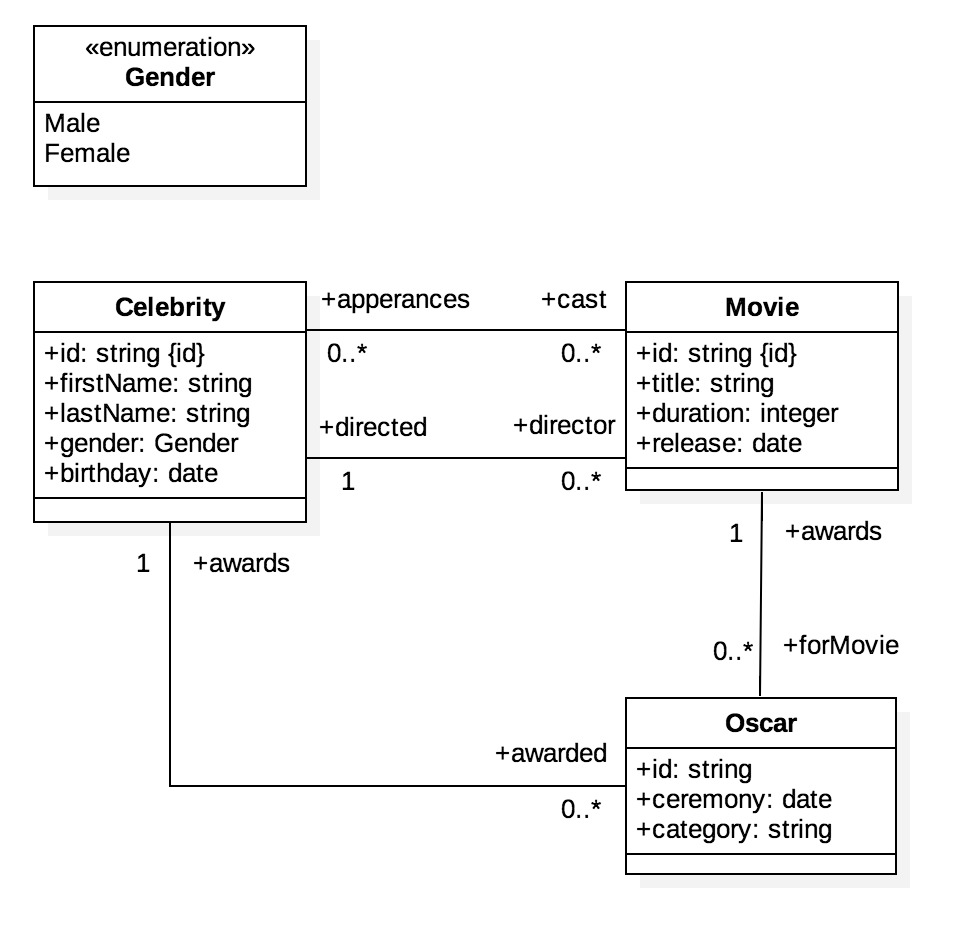 «enumeration»
Gender
Male
Female
Celebrity
+id: string {id}
+firstName: string
+lastName: string
+gender: Gender
+birthday: date
+apperances
+cast
0..*
0..*
+directed
+director
1
0..*
Movie
+id: string {id}
+title: string
+duration: integer
+release: date
1
+awards
1
+awards
0..*
+forMovie
+awarded
0..*
Oscar
+id: string
+ceremony: date
+category: string